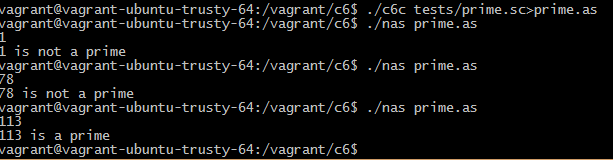 vagrant@vagrant-ubuntu-trusty-64:/vagrant/c6$ ./c6c tests/prime.sc>prime.as
vagrant@vagrant-ubuntu-trusty-64:/vagrant/c6$ ./nas prime.as
1
1 is not a prime
vagrant@vagrant-ubuntu-trusty-64:/vagrant/c6$ ./nas prime.as
78
78 is not a prime
vagrant@vagrant-ubuntu-trusty-64:/vagrant/c6$ ./nas prime.as
113
113 is a prime
vagrant@vagrant-ubuntu-trusty-64:/vagrant/c6$